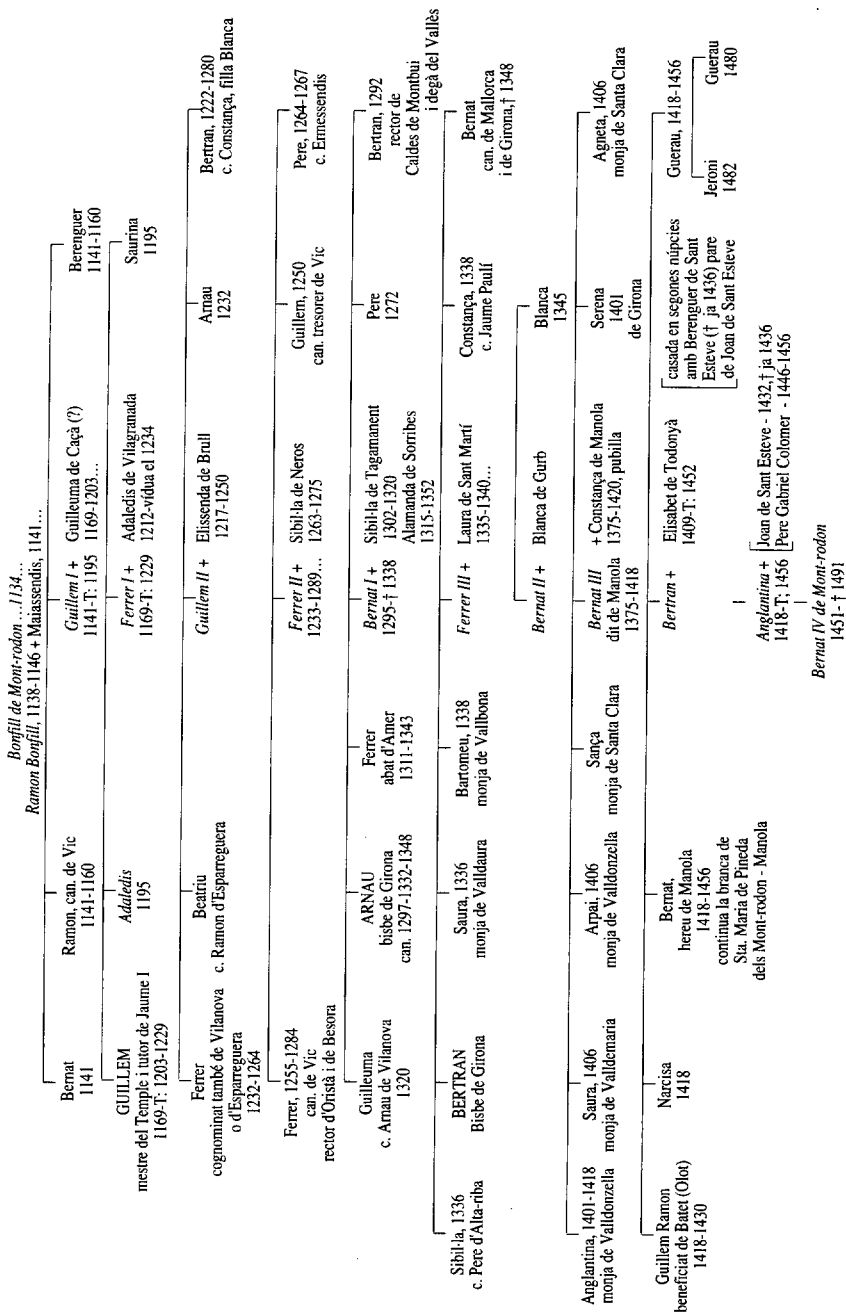 Bonfill de Mont-rodon ...1134...
Ramon Bonfill, 1138-1146 + Maiassendis, 1141...
Bernat
1141
Ramon, can. de Vic
1141-1160
Guillem I +
1141-T: 1195
Guilleuma de Caçà (?)
1169-1203...
Berenguer
1141-1160
GUILLEM
mestre del Temple i tutor de Jaume I
1169-T: 1203-1229
Adaledis
1195
Ferrer I +
1169-T: 1229
Adaledis de Vilagranada
1212-vídua el 1234
Saurina
1195
Ferrer
cognominat també de Vilanova
o d'Esparreguera
1232-1264
Beatriu
c. Ramon d'Esparreguera
Guillem II +
Elissenda de Brull
1217-1250
Arnau
1232
Bertran, 1222-1280
c. Constança, filla Blanca
Ferrer, 1255-1284
can. de Vic
rector d'Oristà i de Besora
Ferrer II +
1233-1289...
Sibil·la de Neros
1263-1275
Guillem, 1250
can. tresorer de Vic
Pere, 1264-1267
c. Ermessendis
Guilleuma
c. Arnau de Vilanova
1320
ARNAU
bisbe de Girona
can. 1297-1332-1348
Ferrer
abat d'Amer
1311-1343
Bernat I +
1295-† 1338
Sibil·la de Tagamanent
1302-1320
Alamanda de Sorribes
1315-1352
Pere
1272
Bertran, 1292
rector de
Caldes de Montbui
i degà del Vallès
Sibil·la, 1336
c. Pere d'Alta-riba
BERTRAN
Bisbe de Girona
Saura, 1336
monja de Valldaura
Bartomeu, 1338
monja de Vallbona
Ferrer III +
Laura de Sant Martí
1335-1340...
Constança, 1338
c. Jaume Paulí
Bernat
can. de Mallorca
i de Girona,† 1348
Bernat II +
Blanca de Gurb
Blanca
1345
Anglantina, 1401-1418
monja de Valldonzella
Saura, 1406
monja de Valldemaria
Arpai, 1406
monja de Valldonzella
Sança
monja de Santa Clara
Bernat III
dit de Manola
1375-1418
+ Constança de Manola
1375-1420, pubilla
Serena
1401
de Girona
Agneta, 1406
monja de Santa Clara
Guillem Ramon
beneficiat de Batet (Olot)
1418-1430
Narcisa
1418
Bernat,
hereu de Manola
1418-1456
continua la branca de
Sta. Maria de Pineda
dels Mont-rodon - Manola
Bertran +
Elisabet de Todonyà
1409-T: 1452
casada en segones núpcies
amb Berenguer de Sant
Esteve († ja 1436) pare
de Joan de Sant Esteve
Guerau, 1418-1456
Jeroni
1482
Guerau
1480
Anglantina +
1418-T; 1456
Joan de Sant Esteve - 1432,† ja 1436
Pere Gabriel Colomer - 1446-1456
Bernat IV de Mont-rodon
1451- † 1491